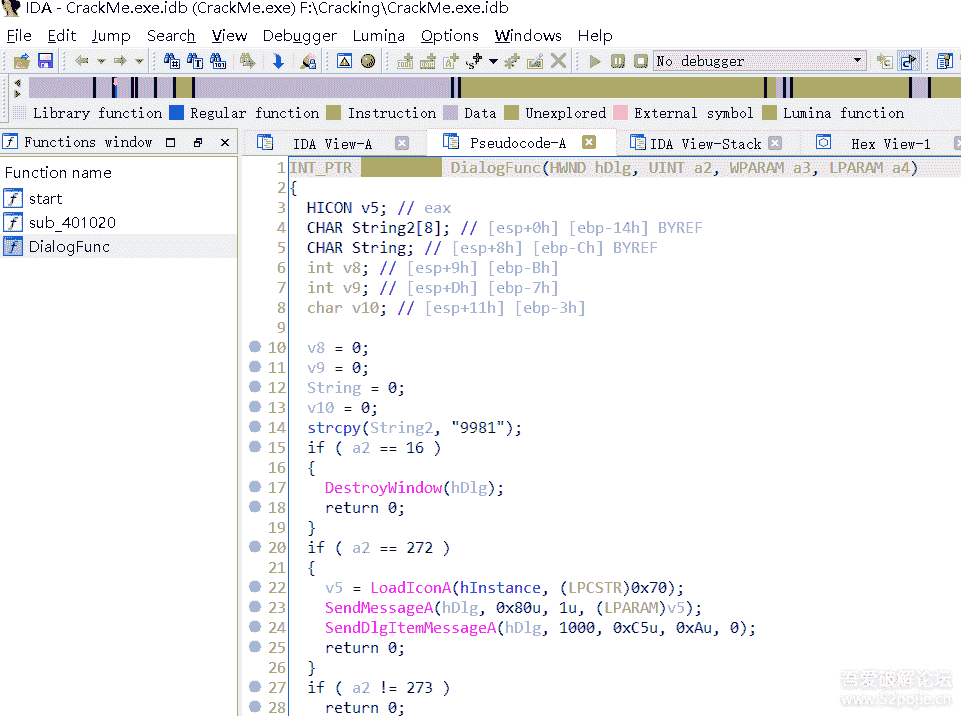 IDA - CrackMe.exe.idb (CrackMe.exe) F:\Cracking\CrackMe.exe.idb
File Edit Jump Search View Debugger Lumina Options Windows Help
No debugger
Library function Regular function Instruction Data Unexplored External symbol Lumina function
Functions window
IDA View-A Pseudocode-A IDA View-Stack Hex View-1
Function name
start
sub_401020
DialogFunc
1 INT_PTR DialogFunc(HWND hDlg, UINT a2, WPARAM a3, LPARAM a4)
2 {
3 HICON v5; // eax
4 CHAR String2[8]; // [esp+0h] [ebp-14h] BYREF
5 CHAR String; // [esp+8h] [ebp-Ch] BYREF
6 int v8; // [esp+9h] [ebp-Bh]
7 int v9; // [esp+Dh] [ebp-7h]
8 char v10; // [esp+11h] [ebp-3h]
9
10 v8 = 0;
11 v9 = 0;
12 String = 0;
13 v10 = 0;
14 strcpy(String2, "9981");
15 if ( a2 == 16 )
16 {
17 DestroyWindow(hDlg);
18 return 0;
19 }
20 if ( a2 == 272 )
21 {
22 v5 = LoadIconA(hInstance, (LPCSTR)0x70);
23 SendMessageA(hDlg, 0x80u, 1u, (LPARAM)v5);
24 SendDlgItemMessageA(hDlg, 1000, 0xC5u, 0xAu, 0);
25 return 0;
26 }
27 if ( a2 != 273 )
28 return 0;
吾爱破解论坛
www.52pojie.cn